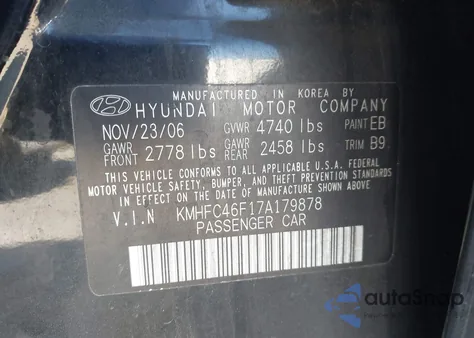 MANUFACTURED IN KOREA BY
HYUNDAI MOTOR COMPANY
NOV/23/06 GVWR 4740 lbs PAINT EB
GAWR FRONT 2778 lbs GAWR REAR 2458 lbs TRIM B9
THIS VEHICLE CONFORMS TO ALL APPLICABLE U.S.A. FEDERAL
MOTOR VEHICLE SAFETY, BUMPER, AND THEFT PREVENTION STANDARDS
IN EFFECT ON THE DATE OF MANUFACTURE SHOWN ABOVE.
V.I.N KMHFC46F17A179878
PASSENGER CAR
autoSnap